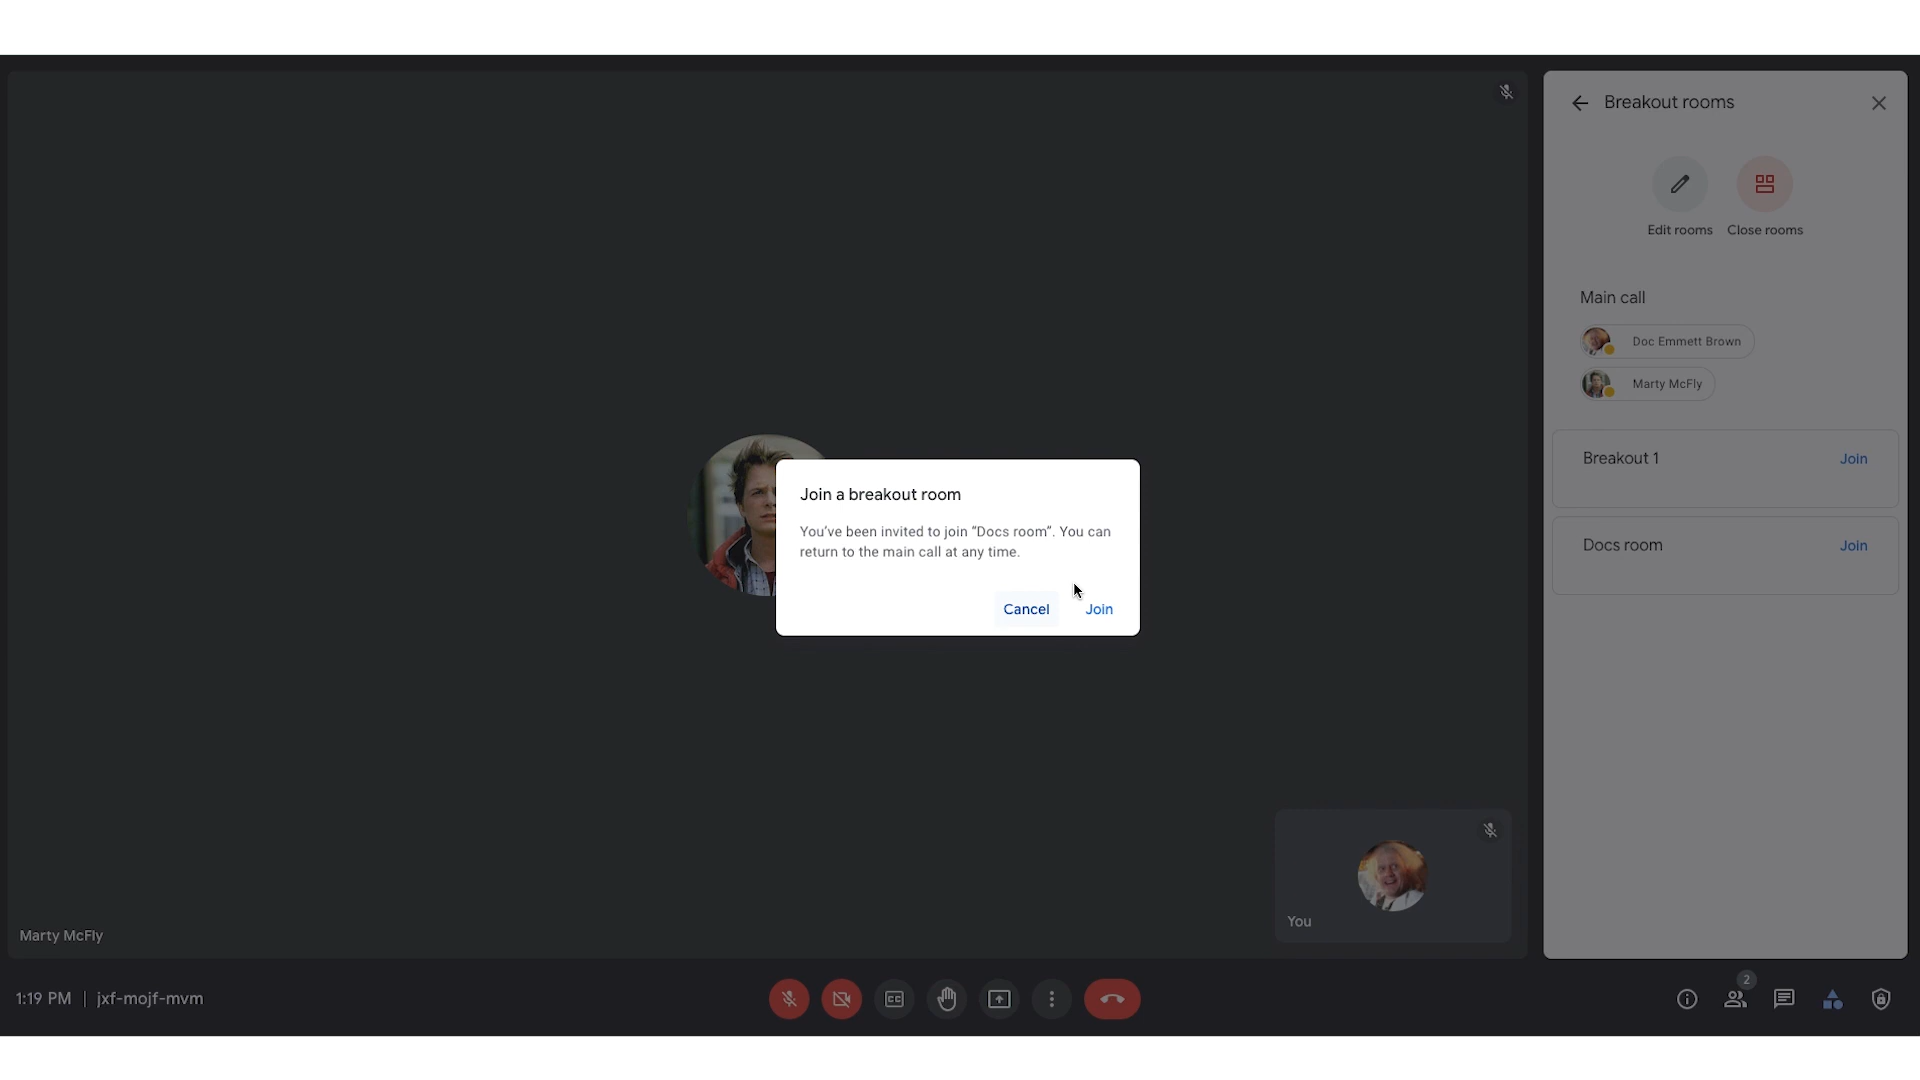 Breakout rooms
Edit rooms
Close rooms
Main call
Doc Emmett Brown
Marty McFly
Breakout 1
Join
Docs room
Join
Join a breakout room
You've been invited to join “Docs room”. You can
return to the main call at any time.
Cancel
Join
You
Marty McFly
1:19 PM | jxf-mojf-mvm
CC
2